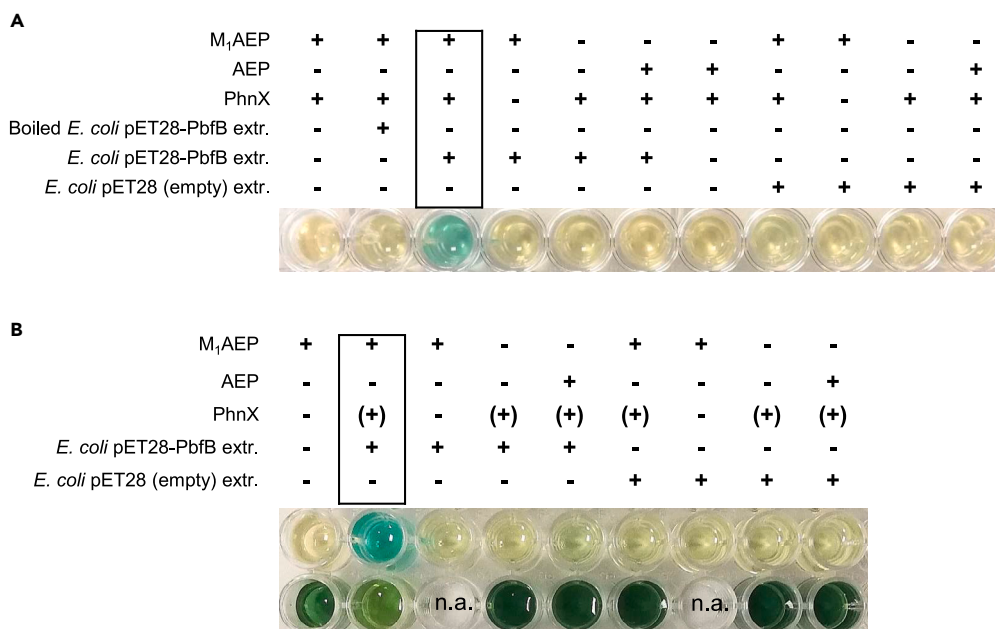 A
M₁AEP + + + + - - - + + - -
AEP - - - - - + + - - - +
PhnX + + + - + + + + - + +
Boiled E. coli pET28-PbfB extr. - + - - - - - - - - -
E. coli pET28-PbfB extr. - - + + + + - - - - -
E. coli pET28 (empty) extr. - - - - - - - + + + +
B
M₁AEP + + + - - + + - -
AEP - - - - + - - - +
PhnX - (+) - (+) (+) (+) - (+) (+)
E. coli pET28-PbfB extr. - + + + + - - - -
E. coli pET28 (empty) extr. - - - - - + + + +
n.a. n.a.